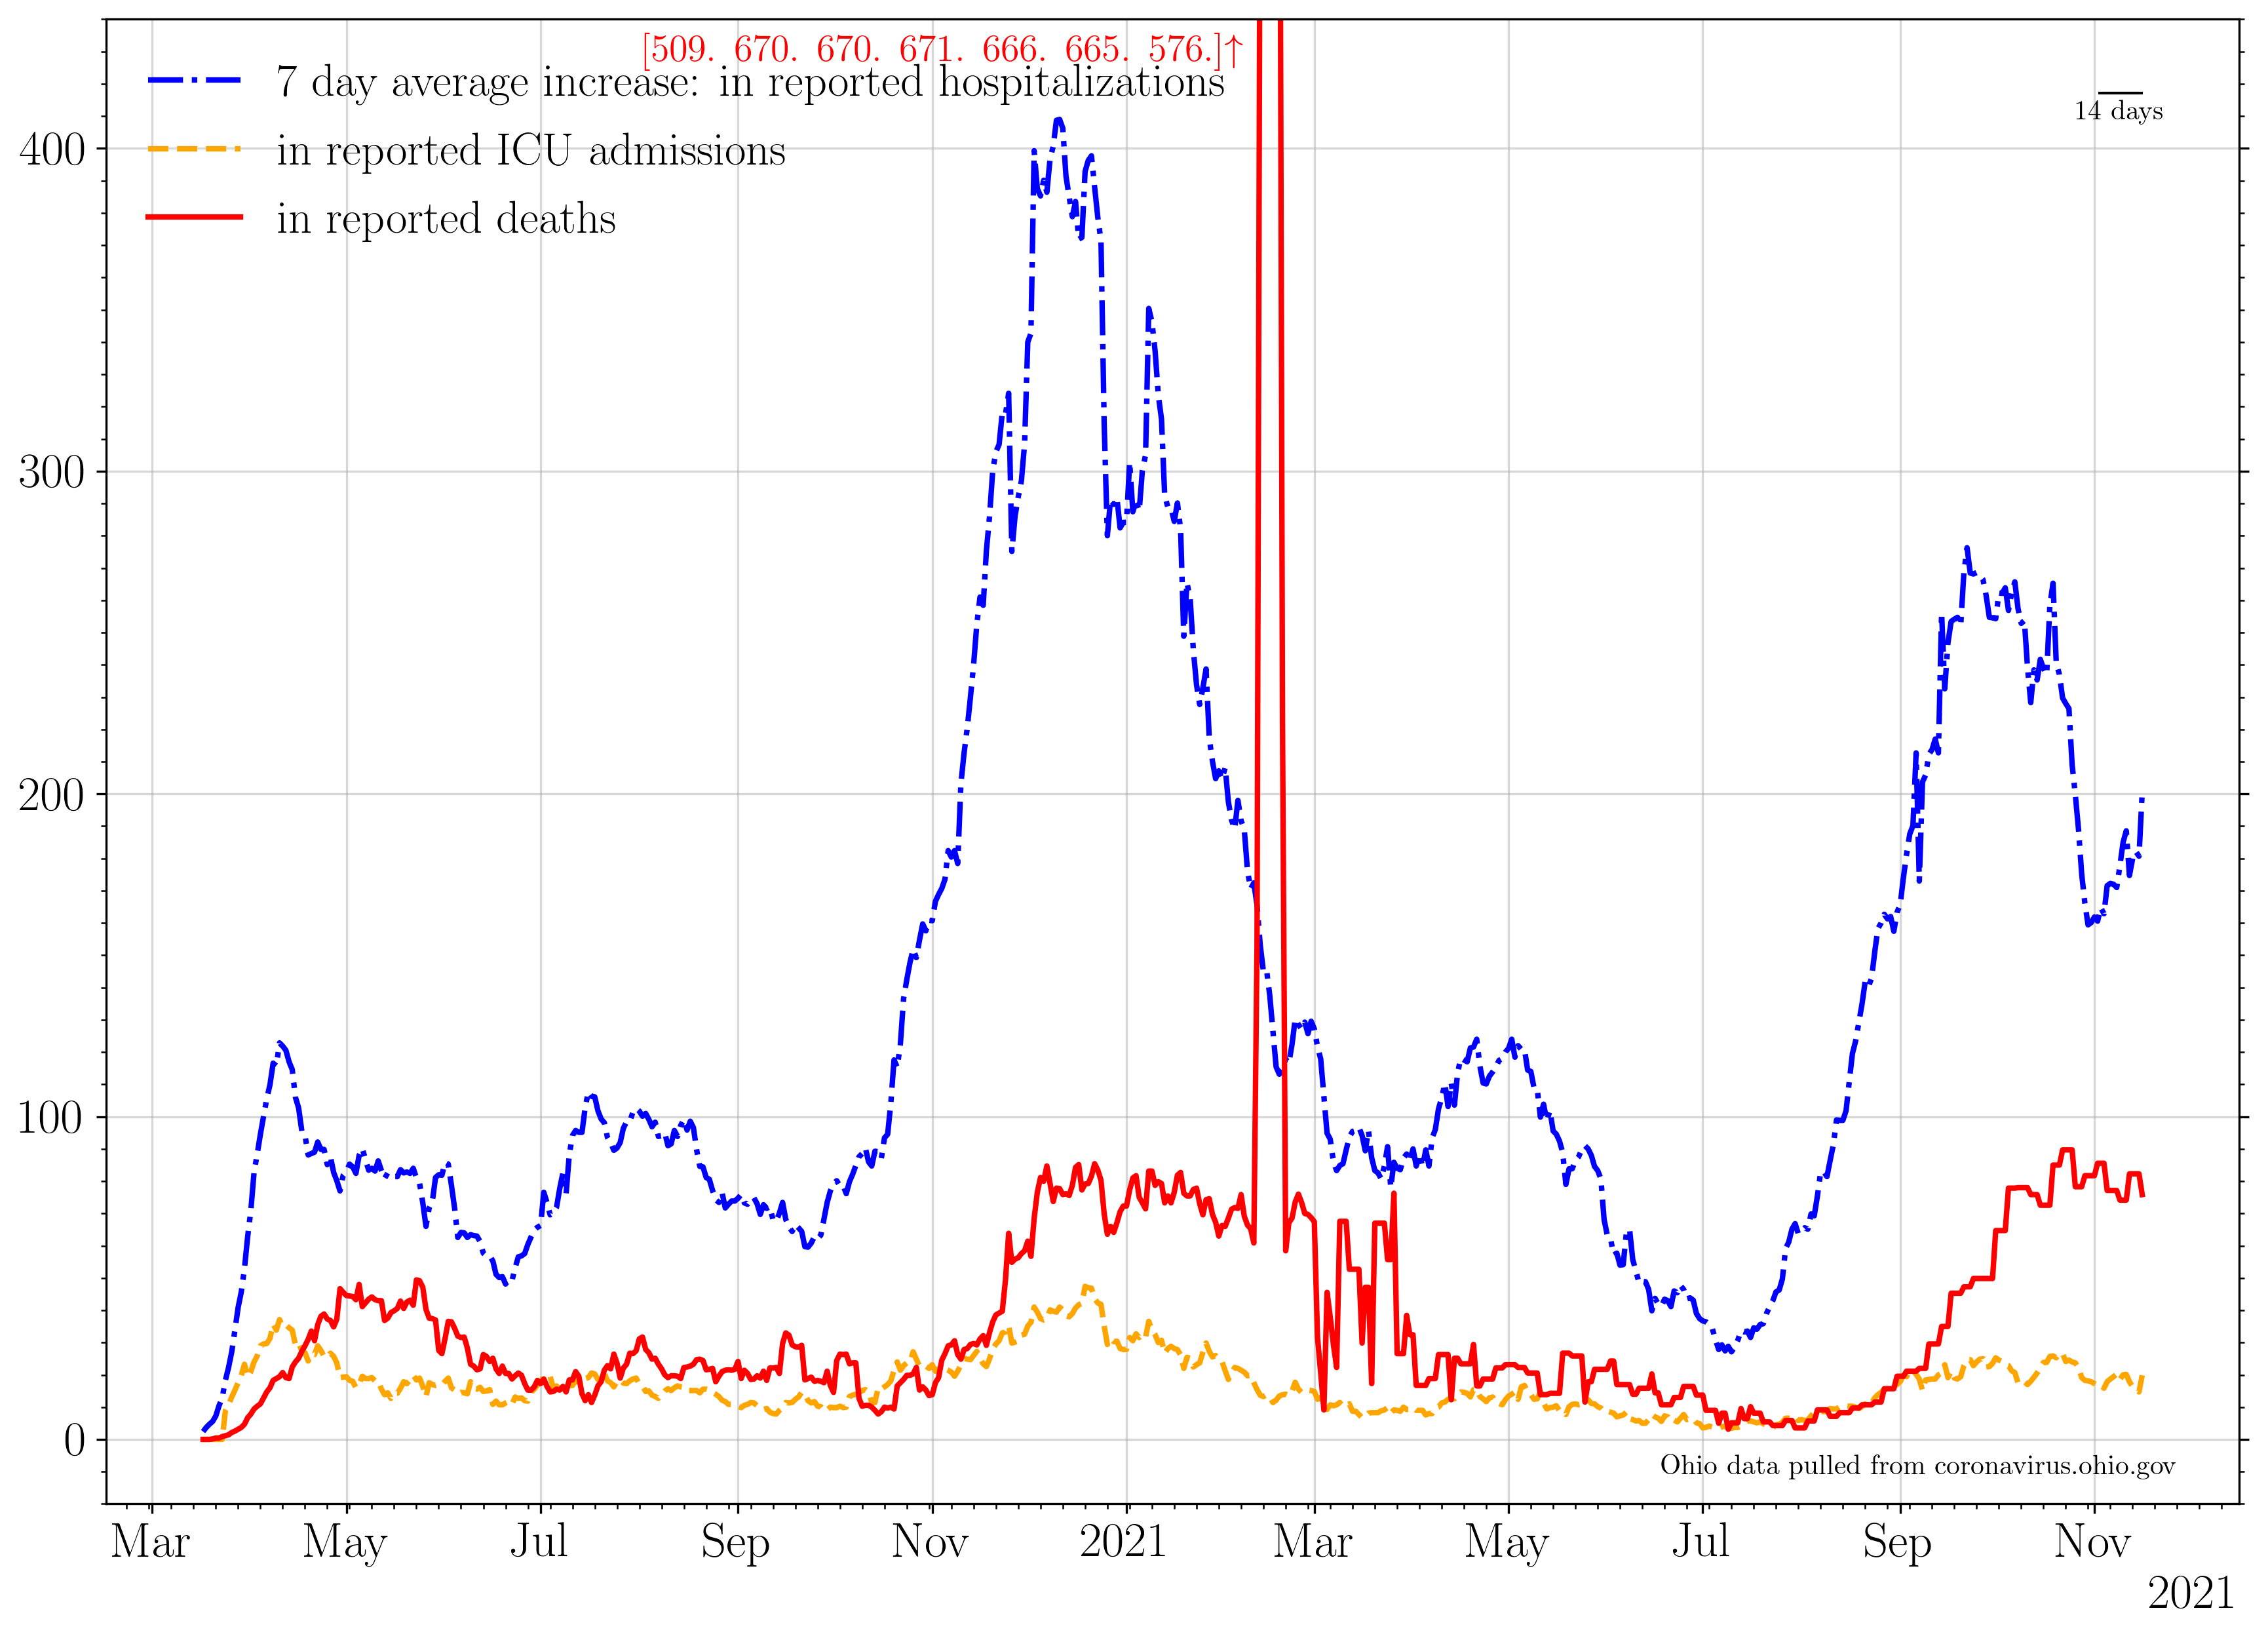 [509. 670. 670. 671. 666. 665. 576.]↑
7 day average increase: in reported hospitalizations
in reported ICU admissions
in reported deaths
14 days
400
300
200
100
0
Ohio data pulled from coronavirus.ohio.gov
Mar May Jul Sep Nov 2021 Mar May Jul Sep Nov
2021